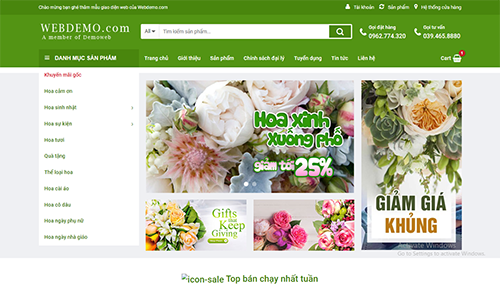 Chào mừng bạn ghé thăm mẫu giao diện web của Webdemo.com
Tài khoản
Sản phẩm
Hệ thống cửa hàng
WEBDEMO.com
A member of Demoweb
All
Tìm kiếm sản phẩm...
Gọi đặt hàng
0962.774.320
Gọi tư vấn
039.465.8880
DANH MỤC SẢN PHẨM
Trang chủ
Giới thiệu
Sản phẩm
Chính sách đại lý
Tuyển dụng
Tin tức
Liên hệ
Cart
Khuyến mãi gốc
Hoa cảm ơn
Hoa sinh nhật
Hoa sự kiện
Hoa tươi
Quà tặng
Thể loại hoa
Hoa cài áo
Hoa cô dâu
Hoa ngày phụ nữ
Hoa ngày nhà giáo
Hoa xinh
Xuống phố
giảm tới 25%
Gifts
that
Keep
Giving
GIẢM GIÁ
KHỦNG
Activate Windows
Go to Settings to activate Windows.
icon-sale Top bán chạy nhất tuần